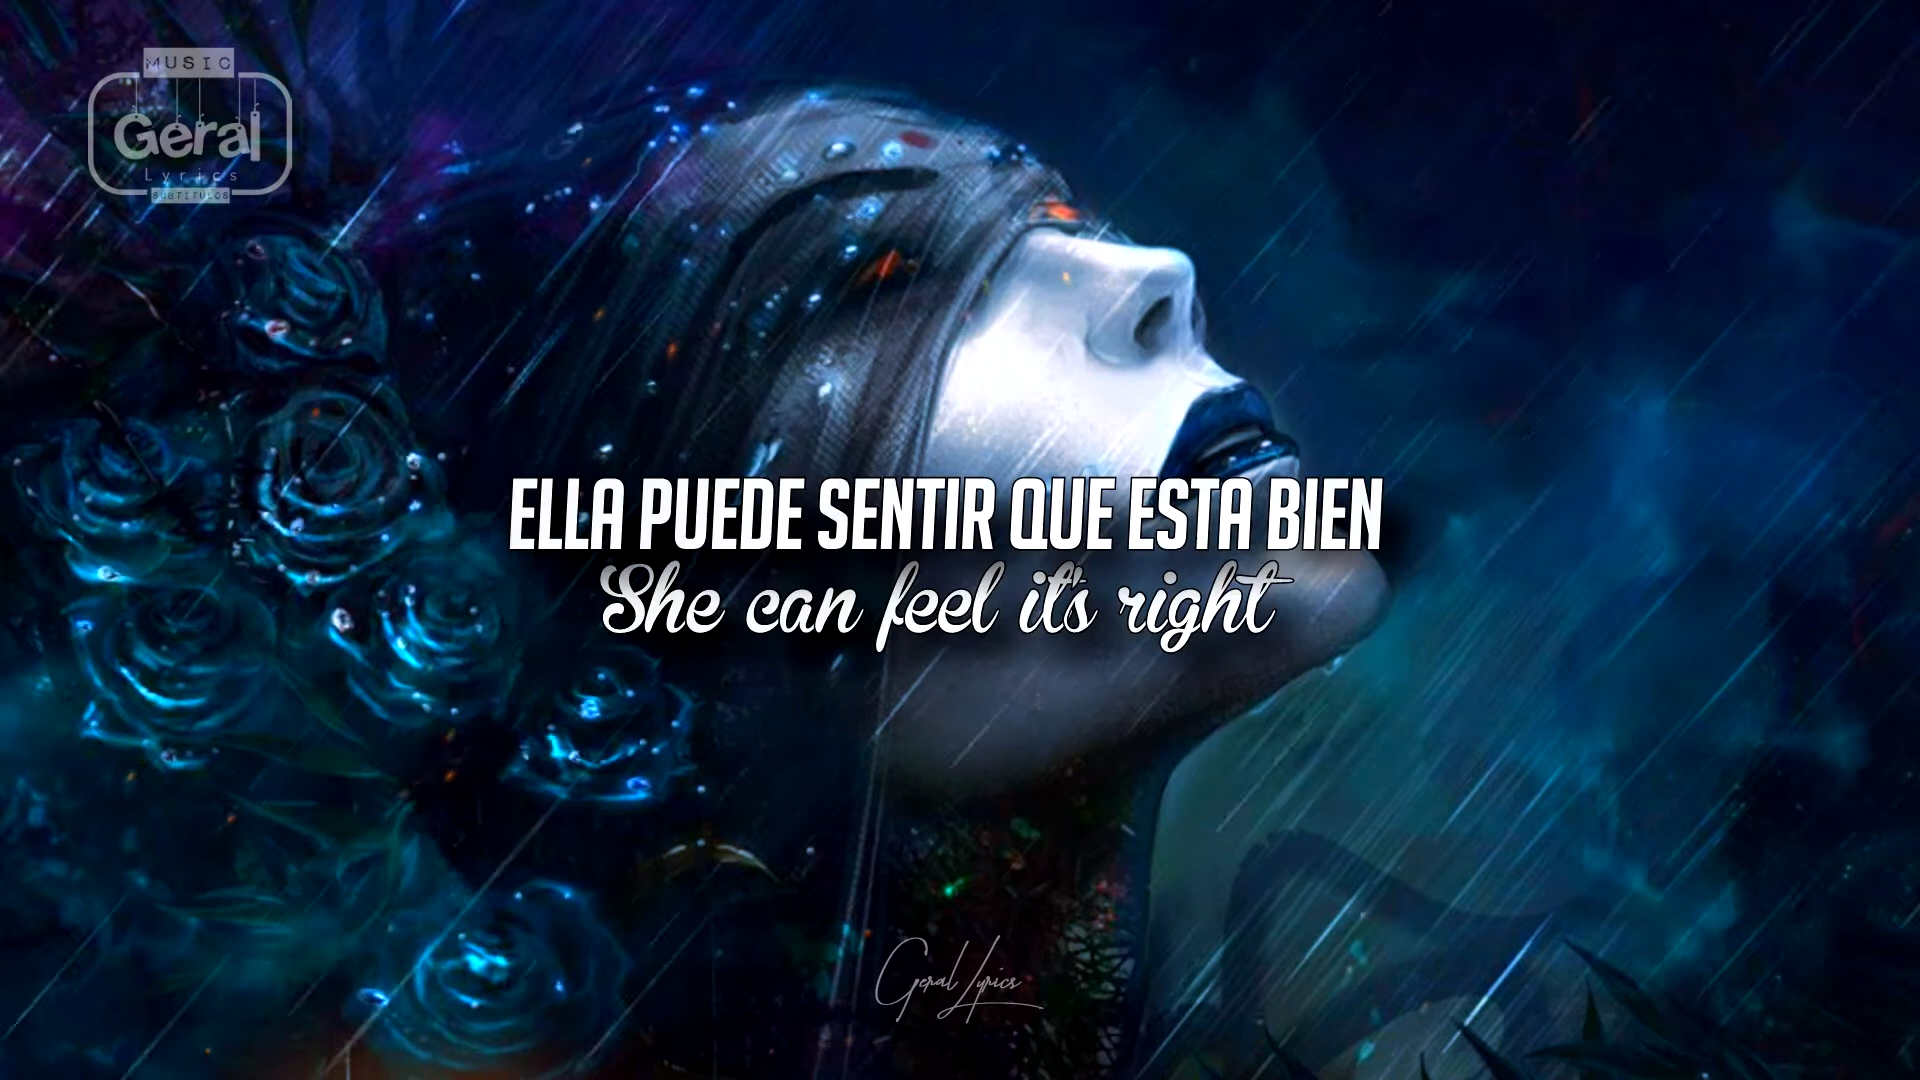 MUSIC
Geral
Lyrics
SUBTITULOS
ELLA PUEDE SENTIR QUE ESTA BIEN
She can feel it's right
Geral Lyrics